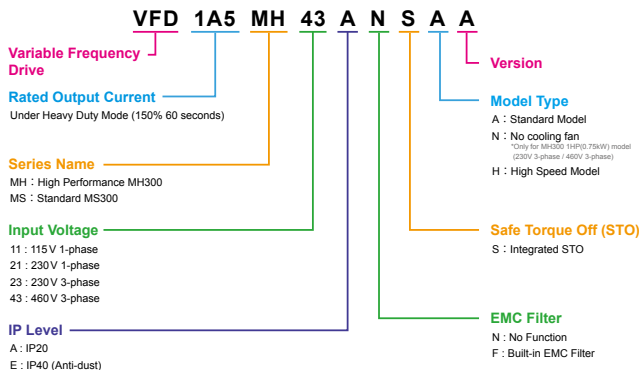 VFD 1A5 MH 43 A N S A A
Variable Frequency
Drive
Rated Output Current
Under Heavy Duty Mode (150% 60 seconds)
Series Name
MH : High Performance MH300
MS : Standard MS300
Input Voltage
11 : 115 V 1-phase
21 : 230 V 1-phase
23 : 230 V 3-phase
43 : 460 V 3-phase
IP Level
A : IP20
E : IP40 (Anti-dust)
Version
Model Type
A : Standard Model
N : No cooling fan
*Only for MH300 1HP(0.75kW) model
(230V 3-phase / 460V 3-phase)
H : High Speed Model
Safe Torque Off (STO)
S : Integrated STO
EMC Filter
N : No Function
F : Built-in EMC Filter